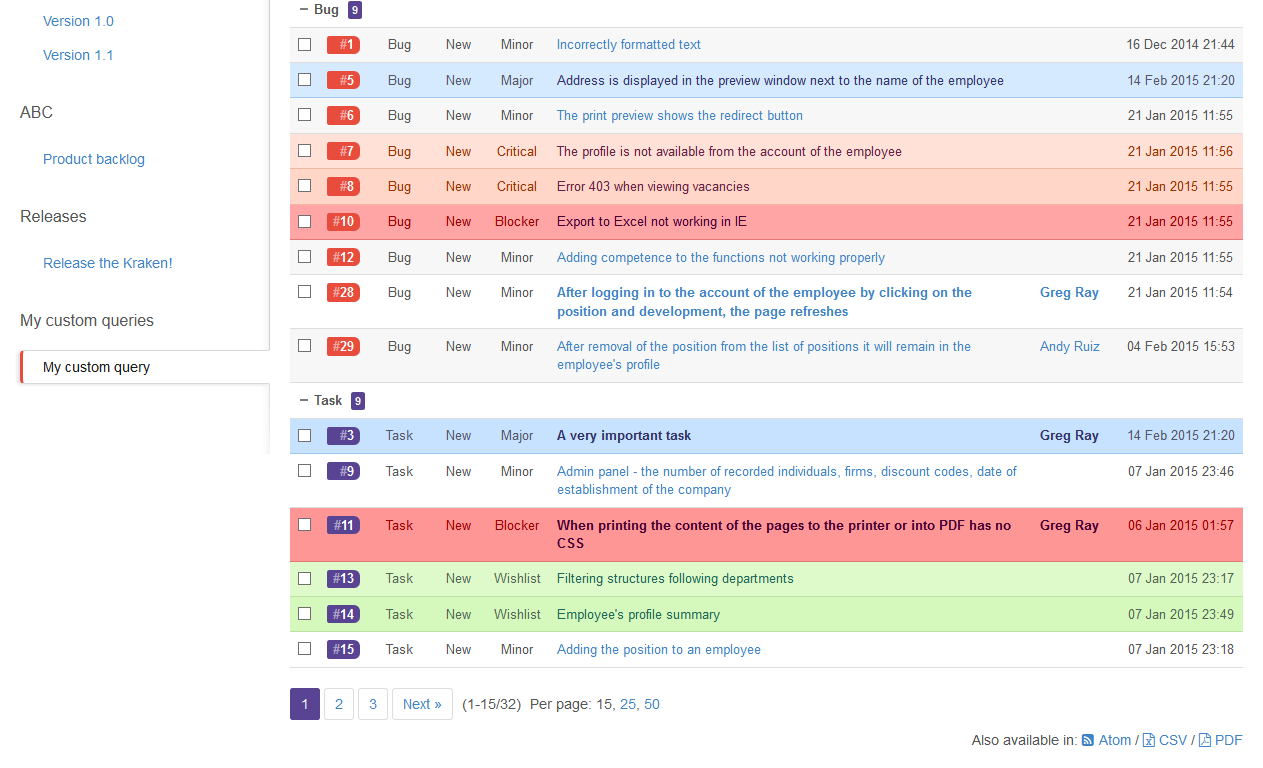 Version 1.0
Version 1.1
ABC
Product backlog
Releases
Release the Kraken!
My custom queries
My custom query
− Bug 9
#1 Bug New Minor Incorrectly formatted text 16 Dec 2014 21:44
#5 Bug New Major Address is displayed in the preview window next to the name of the employee 14 Feb 2015 21:20
#6 Bug New Minor The print preview shows the redirect button 21 Jan 2015 11:55
#7 Bug New Critical The profile is not available from the account of the employee 21 Jan 2015 11:56
#8 Bug New Critical Error 403 when viewing vacancies 21 Jan 2015 11:55
#10 Bug New Blocker Export to Excel not working in IE 21 Jan 2015 11:55
#12 Bug New Minor Adding competence to the functions not working properly 21 Jan 2015 11:55
#28 Bug New Minor After logging in to the account of the employee by clicking on the Greg Ray 21 Jan 2015 11:54
position and development, the page refreshes
#29 Bug New Minor After removal of the position from the list of positions it will remain in the Andy Ruiz 04 Feb 2015 15:53
employee's profile
− Task 9
#3 Task New Major A very important task Greg Ray 14 Feb 2015 21:20
#9 Task New Minor Admin panel - the number of recorded individuals, firms, discount codes, date of 07 Jan 2015 23:46
establishment of the company
#11 Task New Blocker When printing the content of the pages to the printer or into PDF has no Greg Ray 06 Jan 2015 01:57
CSS
#13 Task New Wishlist Filtering structures following departments 07 Jan 2015 23:17
#14 Task New Wishlist Employee's profile summary 07 Jan 2015 23:49
#15 Task New Minor Adding the position to an employee 07 Jan 2015 23:18
1 2 3 Next » (1-15/32) Per page: 15, 25, 50
Also available in: Atom / CSV / PDF